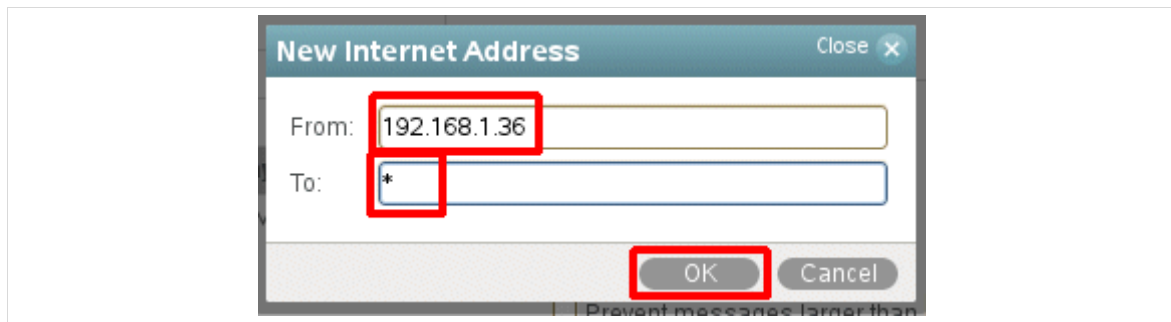 New Internet Address Close
From: 192.168.1.36
To: *
OK Cancel
Prevent messages larger than